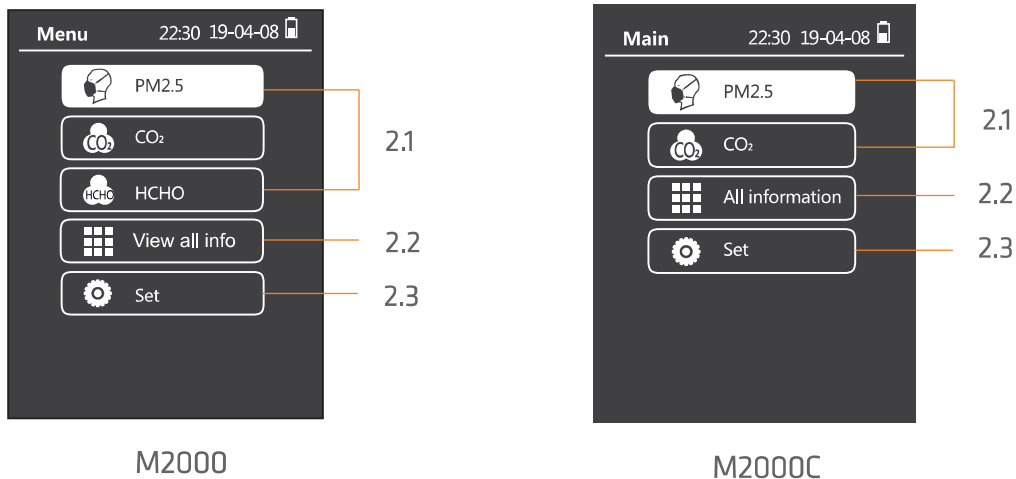 Menu 22:30 19-04-08
PM2.5
CO₂ CO₂
HCHO HCHO
View all info
Set
2.1
2.2
2.3
M2000
Main 22:30 19-04-08
PM2.5
CO₂ CO₂
All information
Set
2.1
2.2
2.3
M2000C